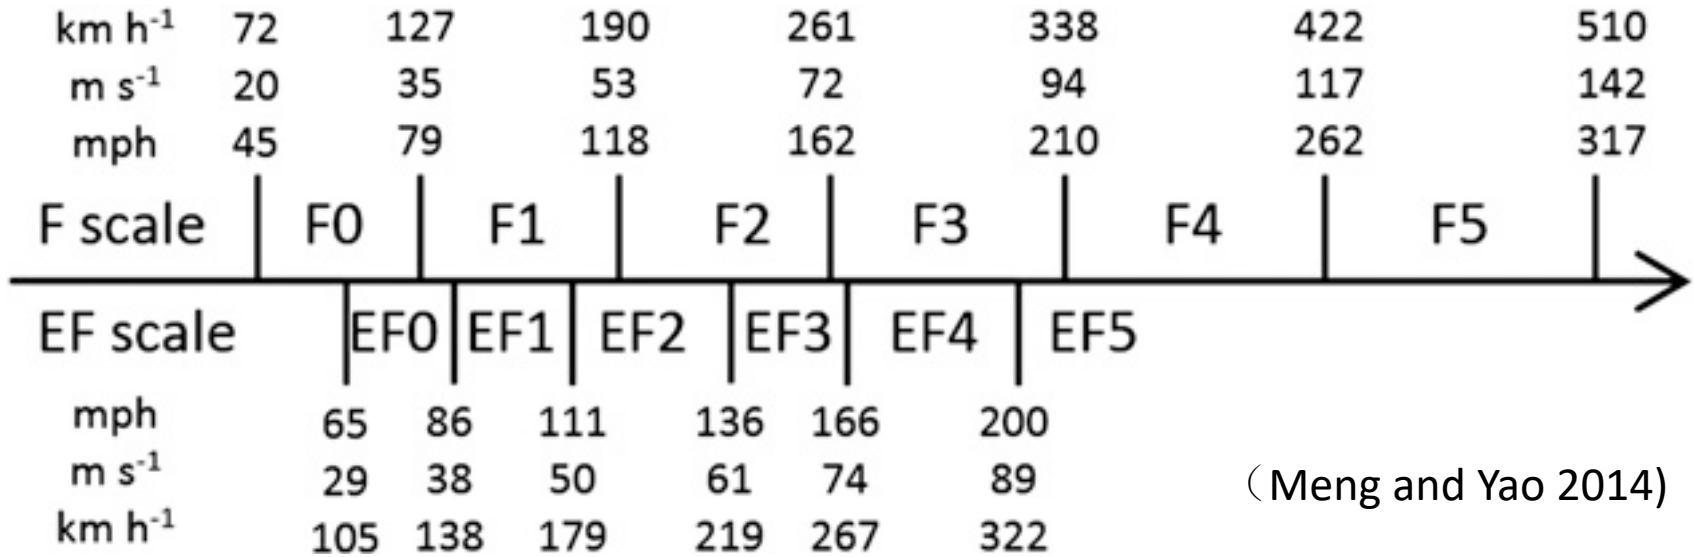 km h-1 72 127 190 261 338 422 510
m s-1 20 35 53 72 94 117 142
mph 45 79 118 162 210 262 317
F scale F0 F1 F2 F3 F4 F5
EF scale EF0 EF1 EF2 EF3 EF4 EF5
mph 65 86 111 136 166 200
m s-1 29 38 50 61 74 89
（Meng and Yao 2014)
km h-1 105 138 179 219 267 322